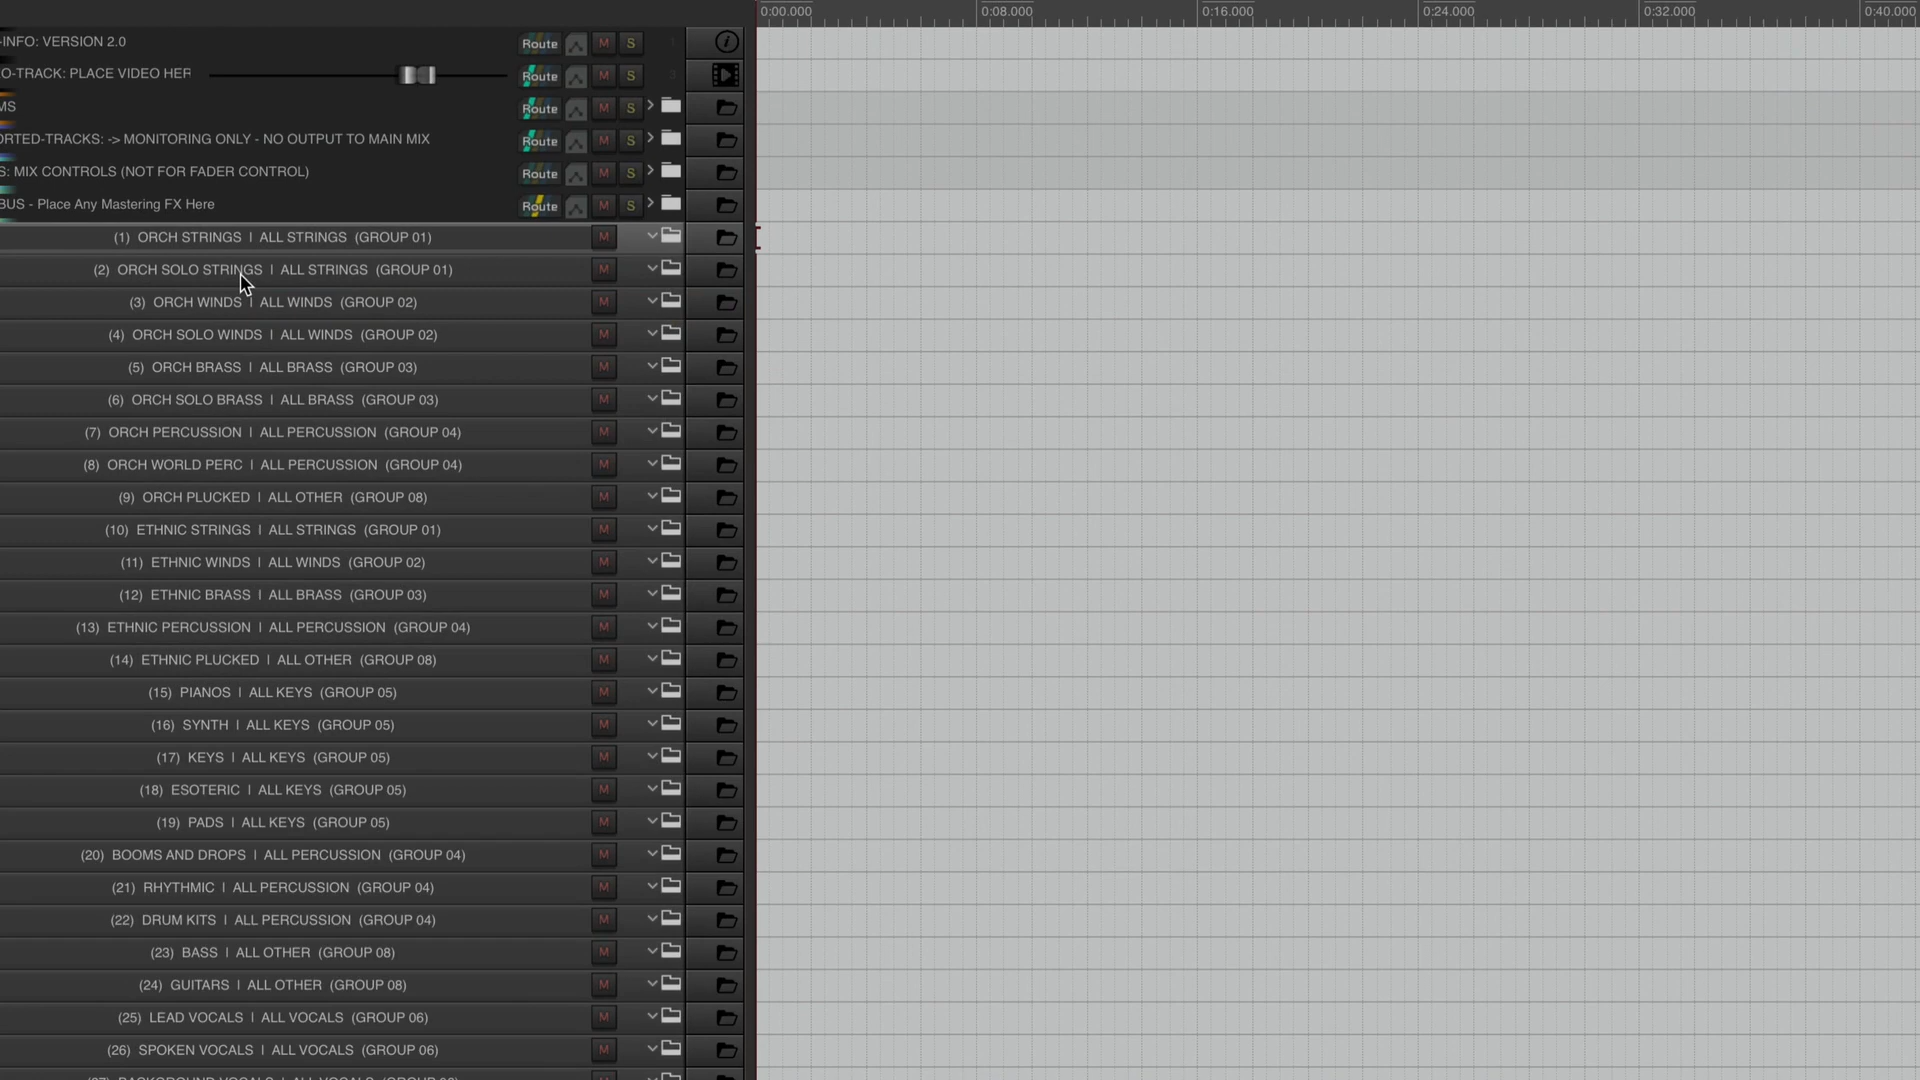 0:00.000 0:08.000 0:16.000 0:24.000 0:32.000 0:40.000
-INFO: VERSION 2.0 Route M S 1
O-TRACK: PLACE VIDEO HER Route M S 3
MS Route M S
ORTED-TRACKS: -> MONITORING ONLY - NO OUTPUT TO MAIN MIX Route M S
S: MIX CONTROLS (NOT FOR FADER CONTROL) Route M S
BUS - Place Any Mastering FX Here Route M S
(1) ORCH STRINGS | ALL STRINGS (GROUP 01) M
(2) ORCH SOLO STRINGS | ALL STRINGS (GROUP 01) M
(3) ORCH WINDS | ALL WINDS (GROUP 02) M
(4) ORCH SOLO WINDS | ALL WINDS (GROUP 02) M
(5) ORCH BRASS | ALL BRASS (GROUP 03) M
(6) ORCH SOLO BRASS | ALL BRASS (GROUP 03) M
(7) ORCH PERCUSSION | ALL PERCUSSION (GROUP 04) M
(8) ORCH WORLD PERC | ALL PERCUSSION (GROUP 04) M
(9) ORCH PLUCKED | ALL OTHER (GROUP 08) M
(10) ETHNIC STRINGS | ALL STRINGS (GROUP 01) M
(11) ETHNIC WINDS | ALL WINDS (GROUP 02) M
(12) ETHNIC BRASS | ALL BRASS (GROUP 03) M
(13) ETHNIC PERCUSSION | ALL PERCUSSION (GROUP 04) M
(14) ETHNIC PLUCKED | ALL OTHER (GROUP 08) M
(15) PIANOS | ALL KEYS (GROUP 05) M
(16) SYNTH | ALL KEYS (GROUP 05) M
(17) KEYS | ALL KEYS (GROUP 05) M
(18) ESOTERIC | ALL KEYS (GROUP 05) M
(19) PADS | ALL KEYS (GROUP 05) M
(20) BOOMS AND DROPS | ALL PERCUSSION (GROUP 04) M
(21) RHYTHMIC | ALL PERCUSSION (GROUP 04) M
(22) DRUM KITS | ALL PERCUSSION (GROUP 04) M
(23) BASS | ALL OTHER (GROUP 08) M
(24) GUITARS | ALL OTHER (GROUP 08) M
(25) LEAD VOCALS | ALL VOCALS (GROUP 06) M
(26) SPOKEN VOCALS | ALL VOCALS (GROUP 06) M